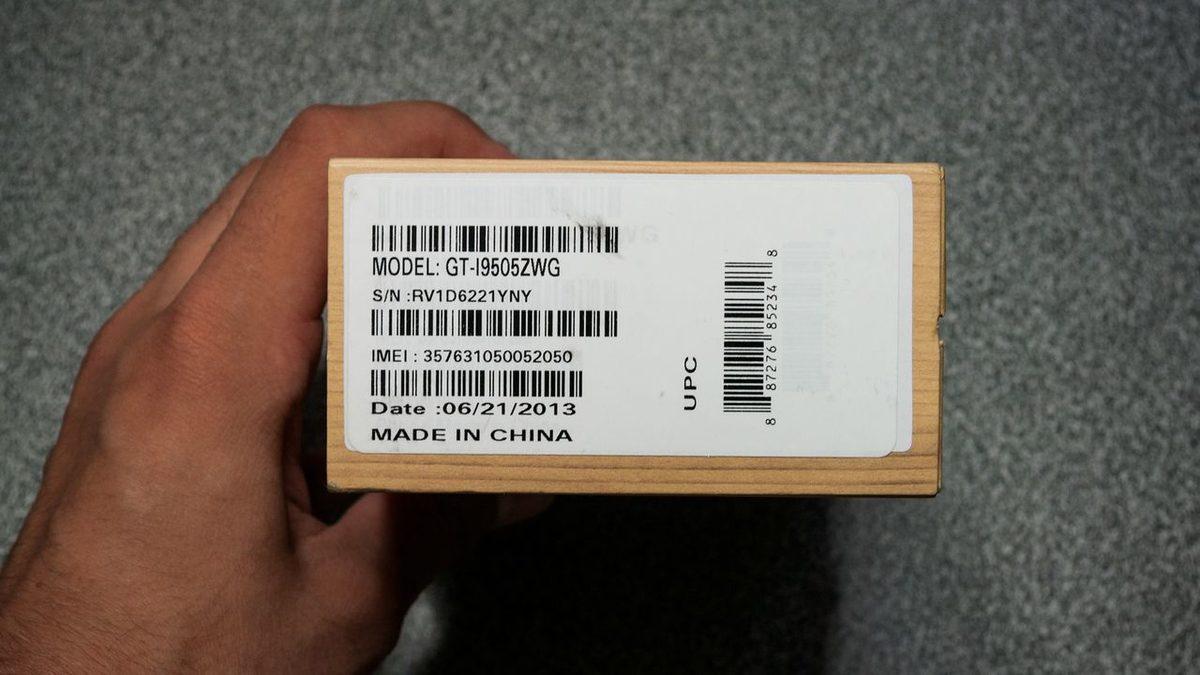 MODEL: GT-I9505ZWG
S/N :RV1D6221YNY
IMEI : 357631050052050
Date :06/21/2013
MADE IN CHINA
UPC
8 87276 85234 8